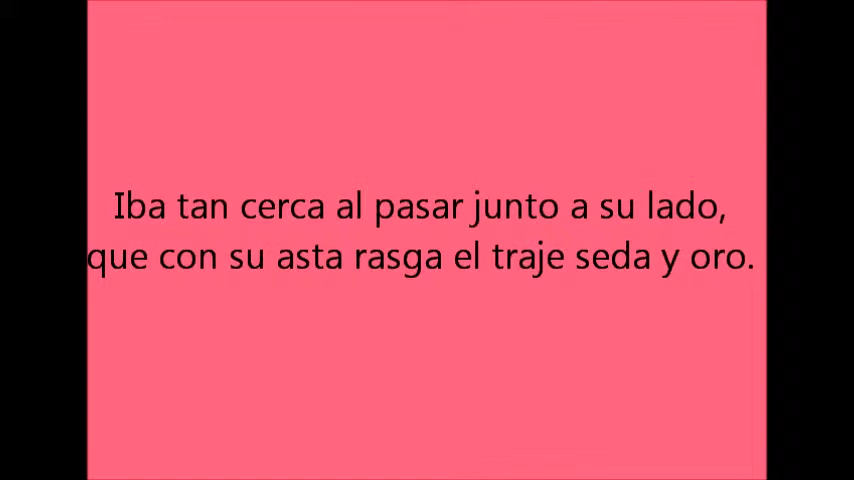 Iba tan cerca al pasar junto a su lado,
que con su asta rasga el traje seda y oro.